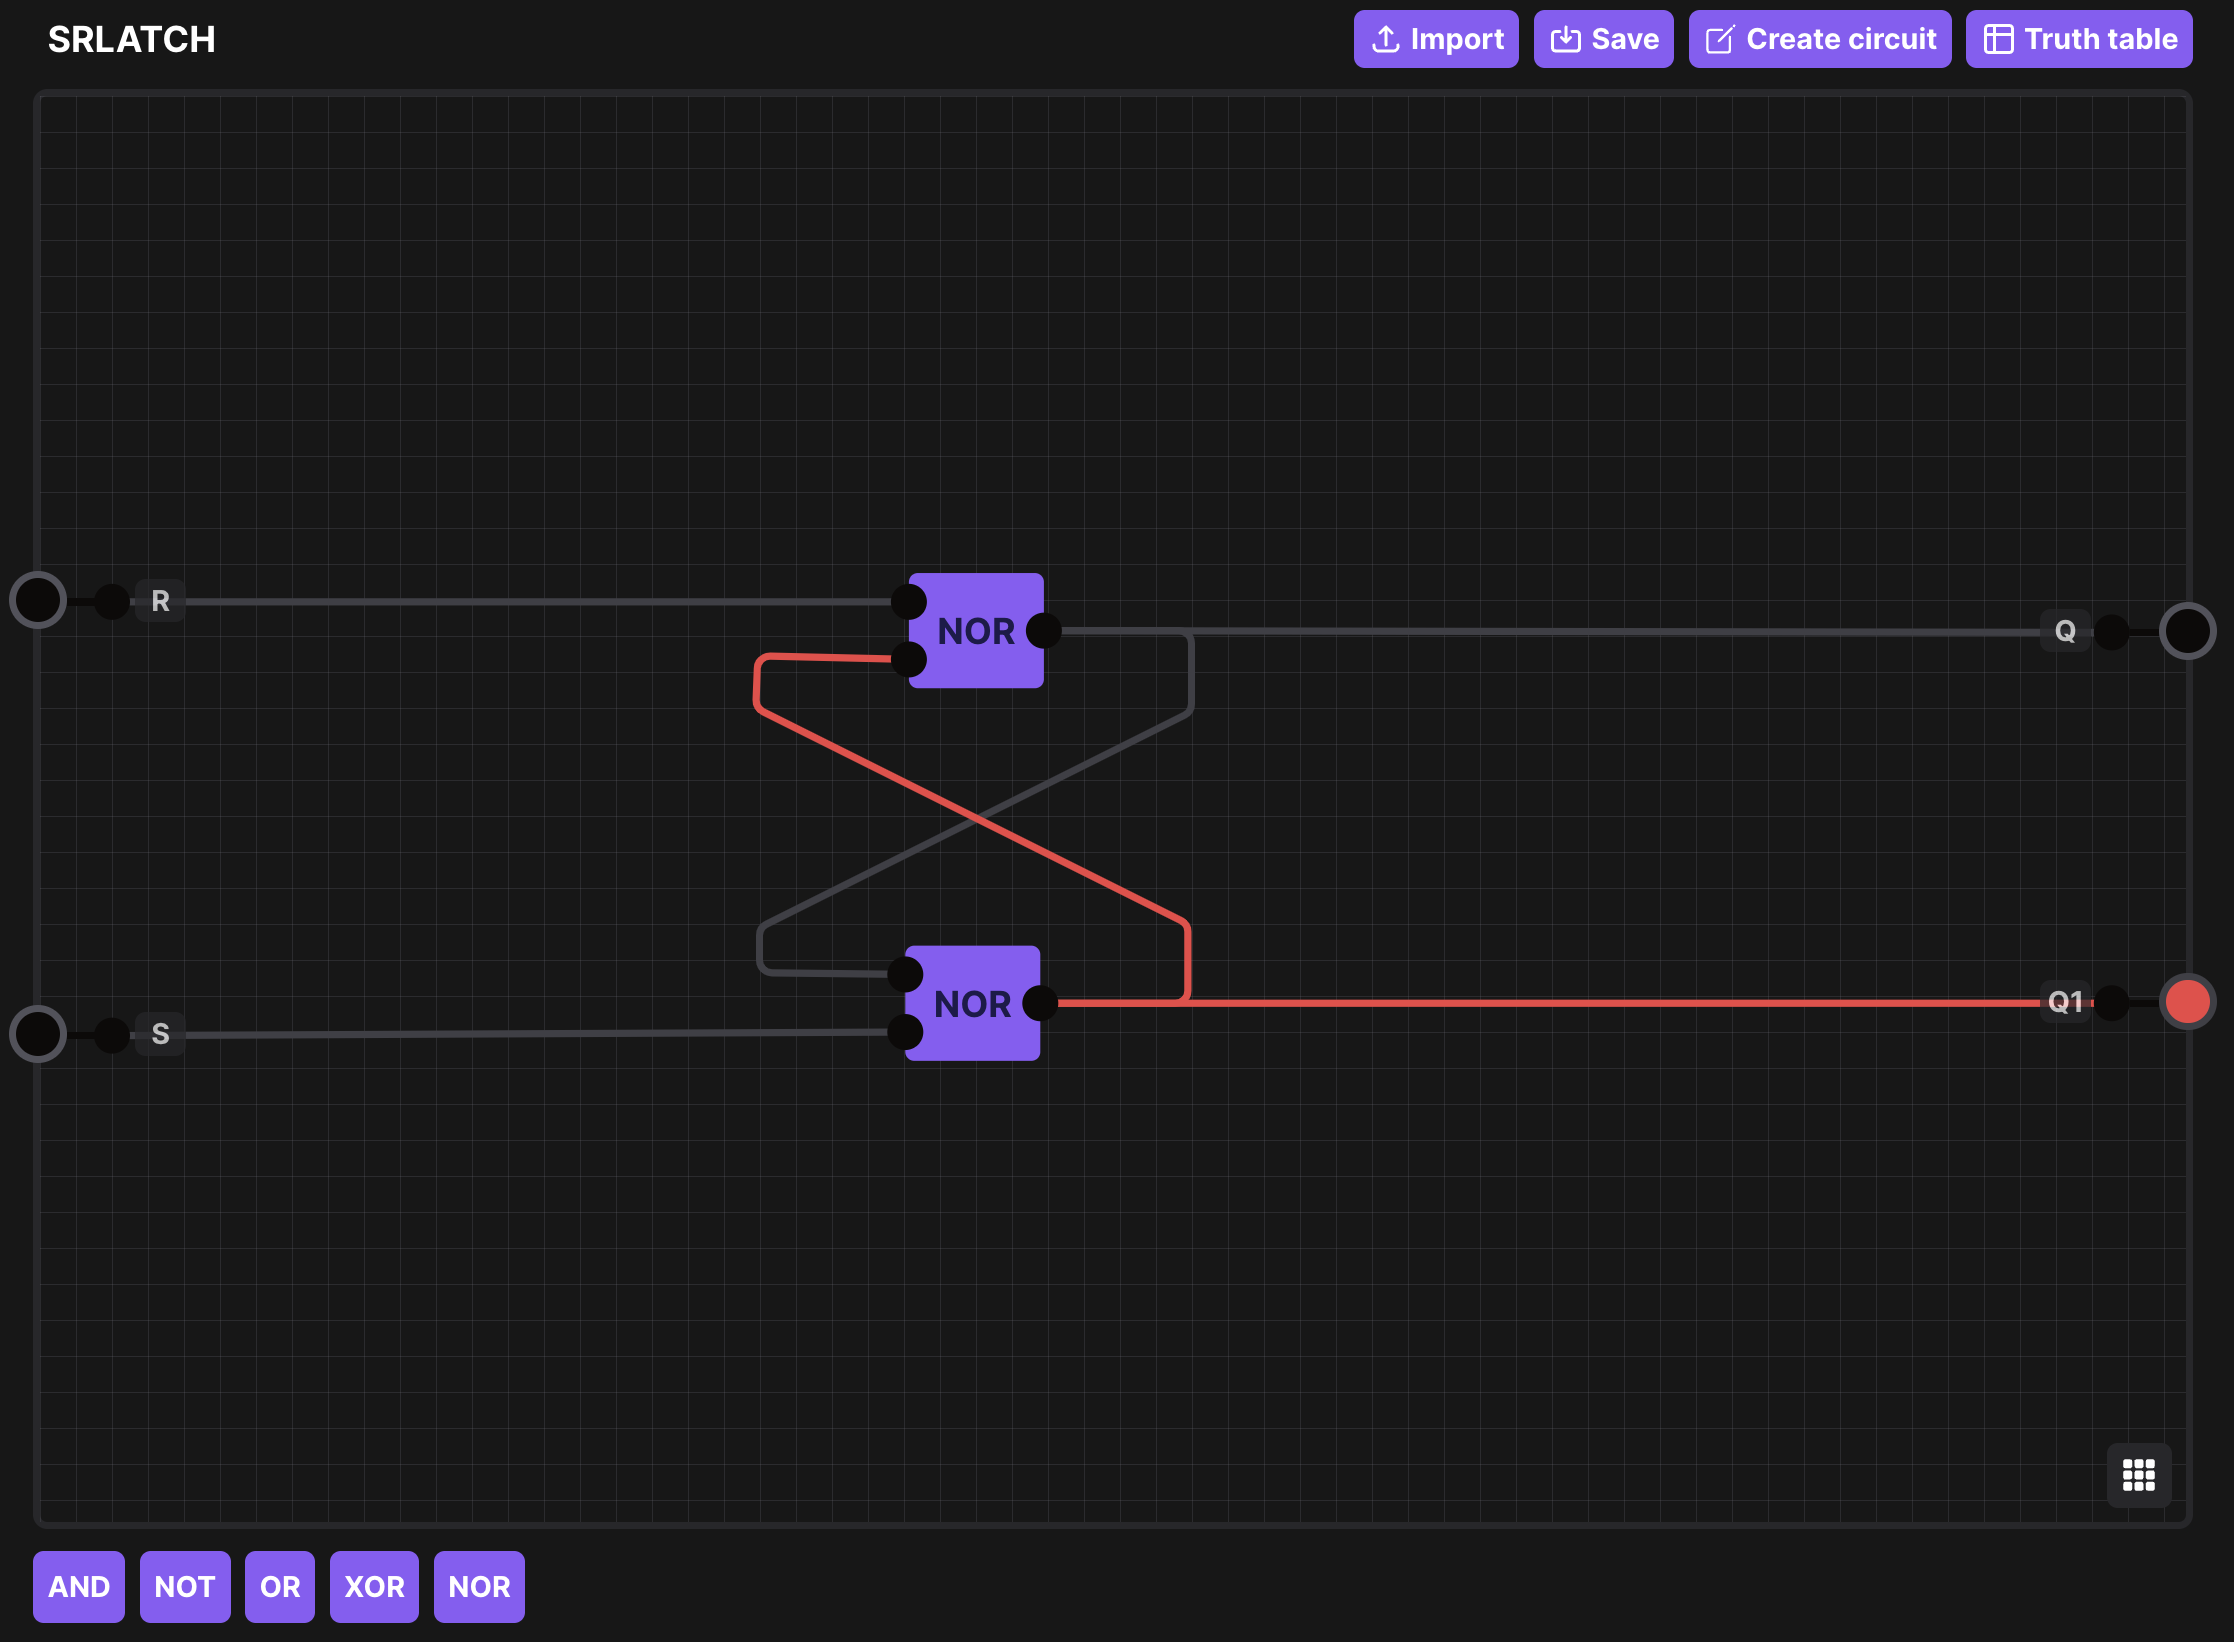 SRLATCH
Import
Save
Create circuit
Truth table
R
NOR
Q
NOR
Q1
S
AND
NOT
OR
XOR
NOR